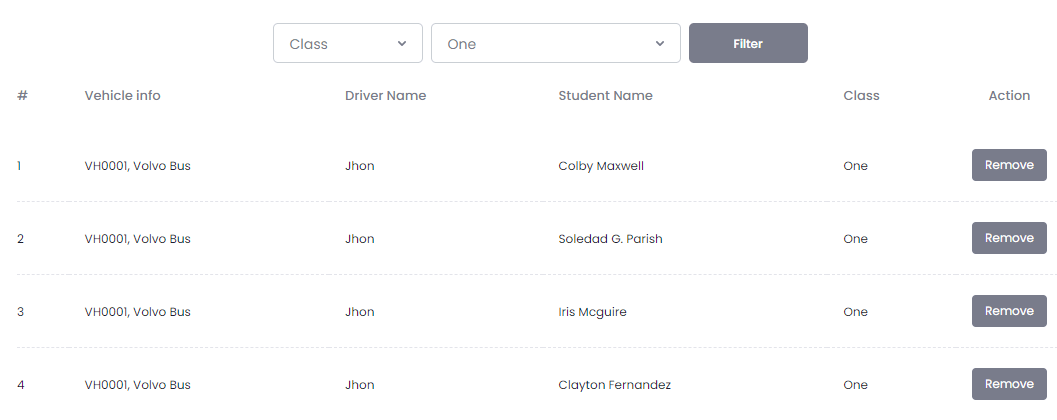 Class One Filter
# Vehicle info Driver Name Student Name Class Action
1 VH0001, Volvo Bus Jhon Colby Maxwell One Remove
2 VH0001, Volvo Bus Jhon Soledad G. Parish One Remove
3 VH0001, Volvo Bus Jhon Iris Mcguire One Remove
4 VH0001, Volvo Bus Jhon Clayton Fernandez One Remove